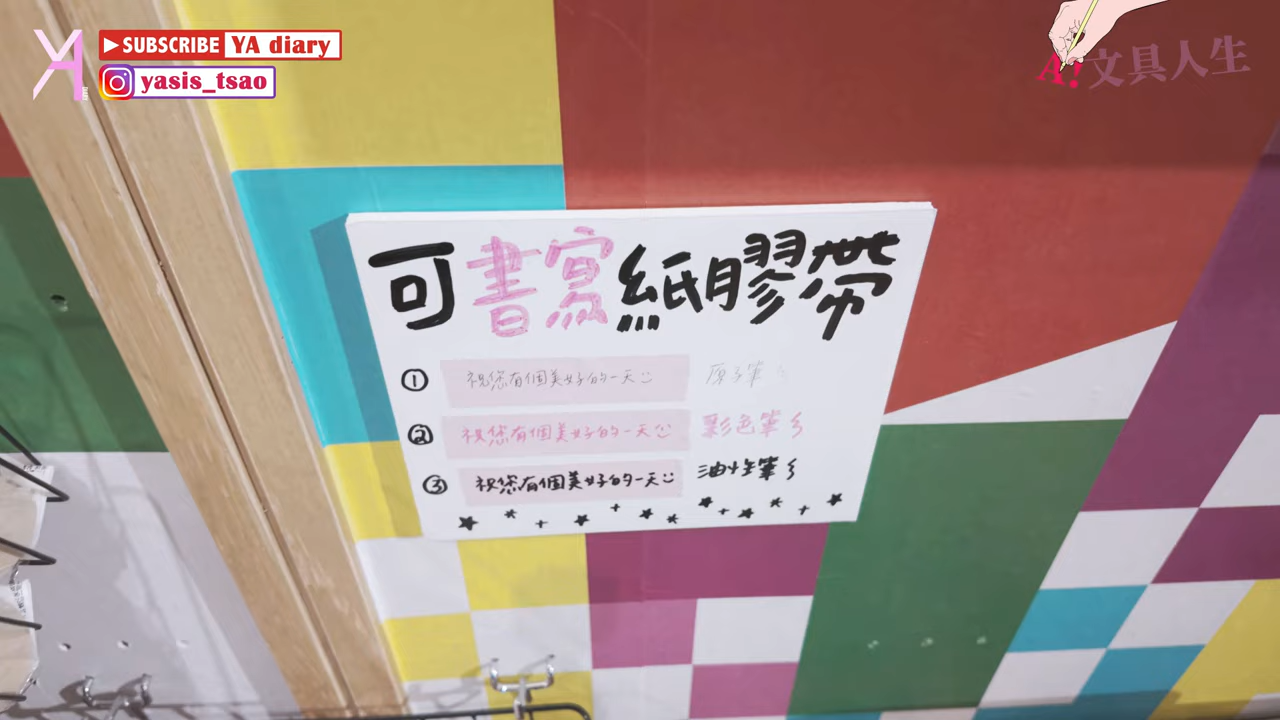 YA
SUBSCRIBE YA diary
yasis_tsao
A!文具人生
可書寫紙膠帶
① 祝您有個美好的一天 原子筆
② 祝您有個美好的一天 彩色筆
③ 祝您有個美好的一天 油性筆